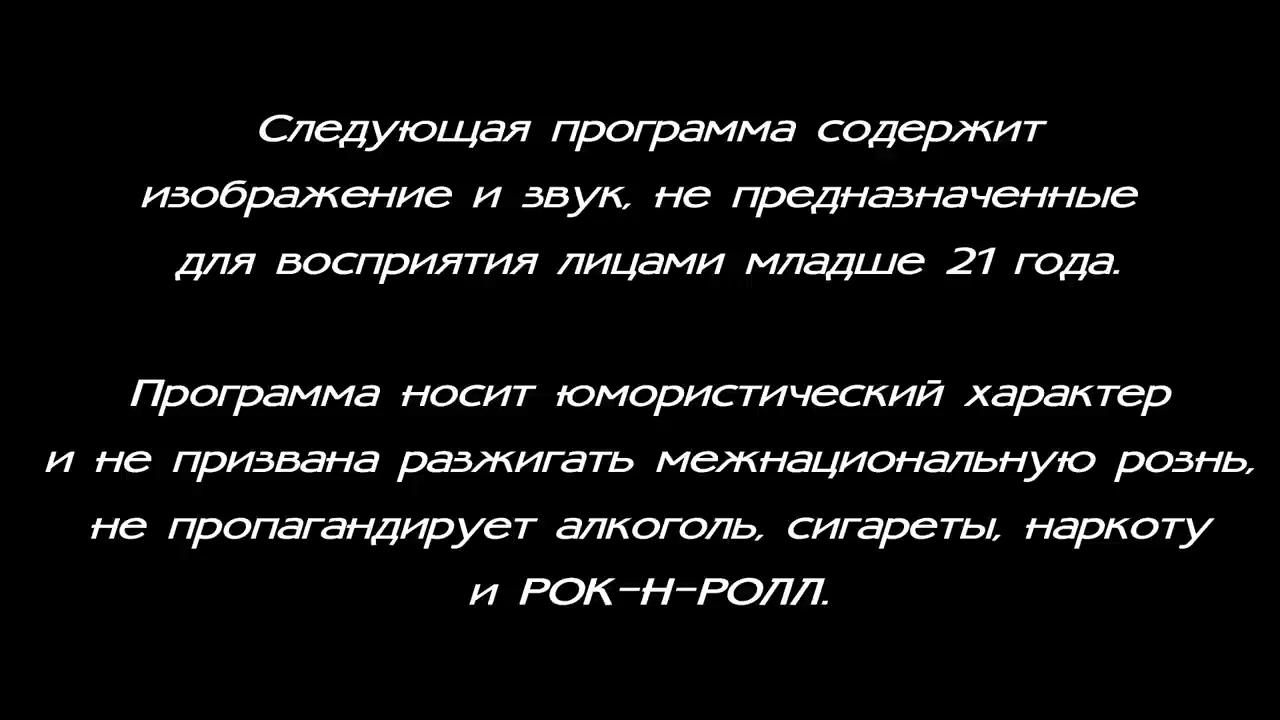 Следующая программа содержит
изображение и звук, не предназначенные
для восприятия лицами младше 21 года.
Программа носит юмористический характер
и не призвана разжигать межнациональную рознь,
не пропагандирует алкоголь, сигареты, наркоту
и РОК-Н-РОЛЛ.